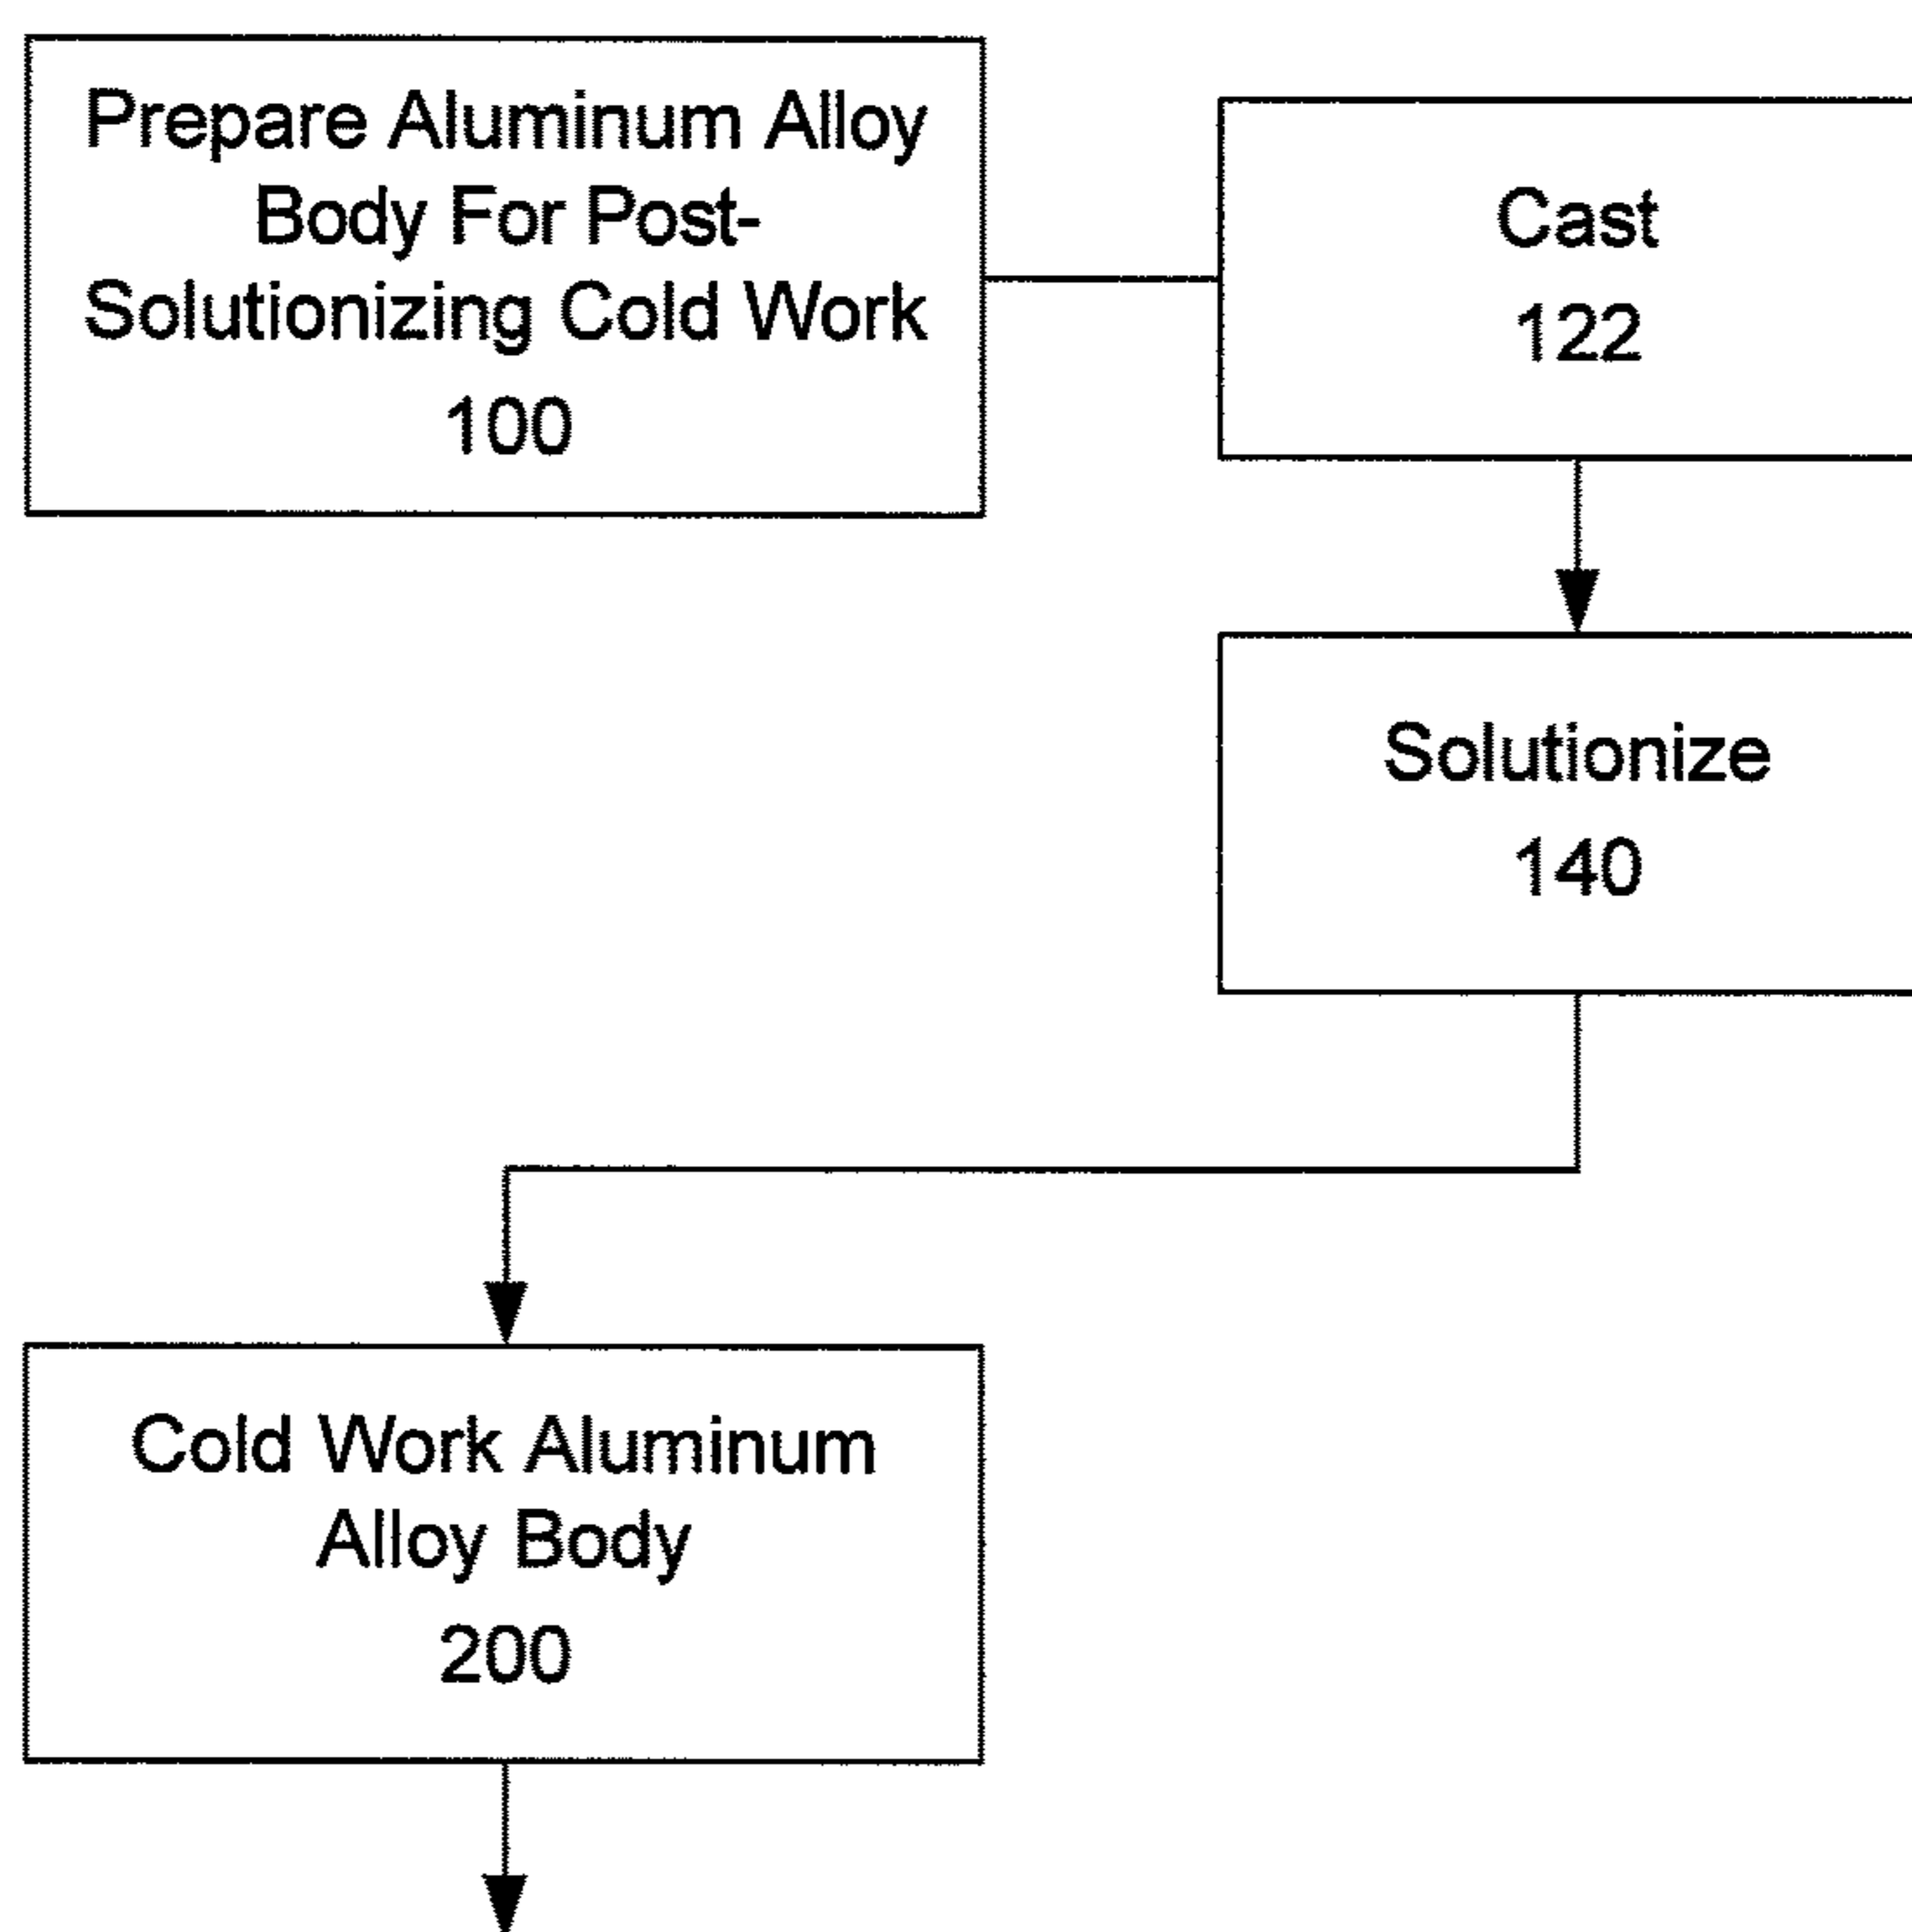 Prepare Aluminum Alloy
Body For Post-
Solutionizing Cold Work
100
Cast
122
Solutionize
140
Cold Work Aluminum
Alloy Body
200